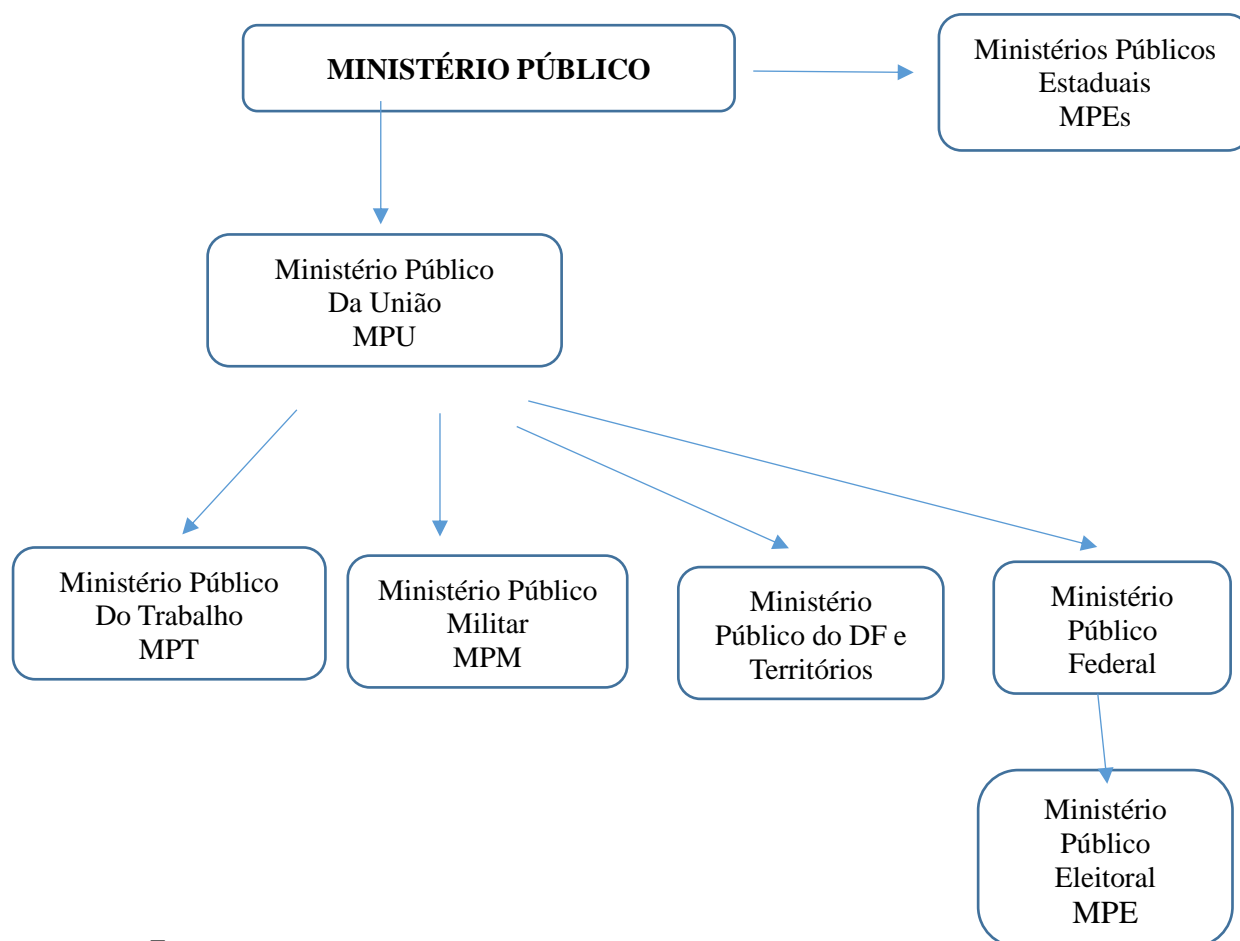 MINISTÉRIO PÚBLICO
Ministérios Públicos
Estaduais
MPEs
Ministério Público
Da União
MPU
Ministério Público
Do Trabalho
MPT
Ministério Público
Militar
MPM
Ministério
Público do DF e
Territórios
Ministério
Público
Federal
Ministério
Público
Eleitoral
MPE